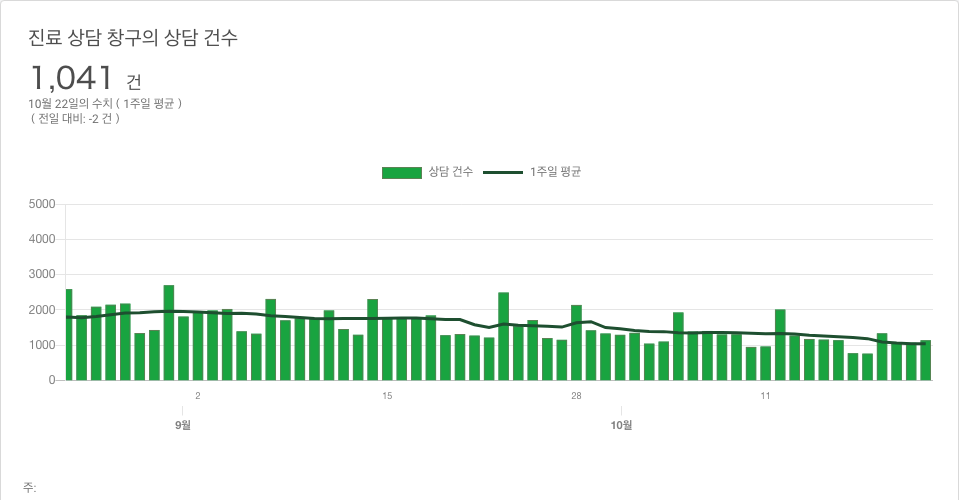 진료 상담 창구의 상담 건수
1,041 건
10월 22일의 수치 ( 1주일 평균 )
( 전일 대비: -2 건 )
상담 건수 1주일 평균
5000
4000
3000
2000
1000
0
2 15 28 11
9월 10월
주: